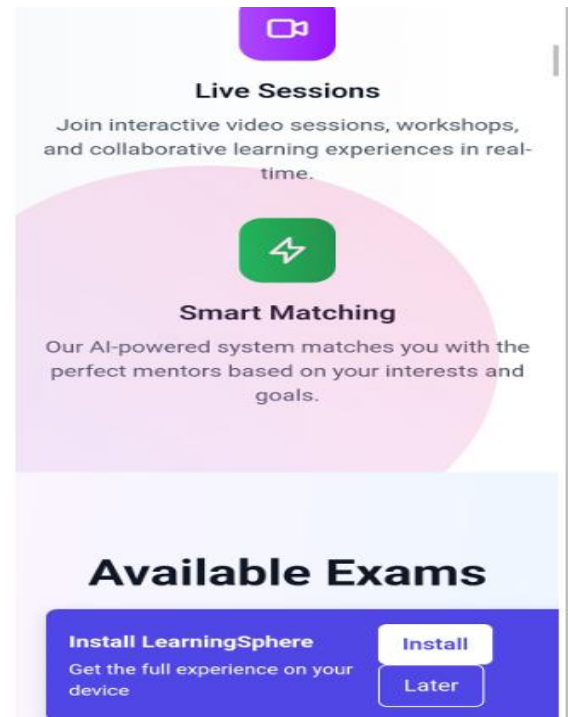 Live Sessions
Join interactive video sessions, workshops,
and collaborative learning experiences in real-
time.
Smart Matching
Our AI-powered system matches you with the
perfect mentors based on your interests and
goals.
Available Exams
Install LearningSphere
Get the full experience on your
device
Install
Later